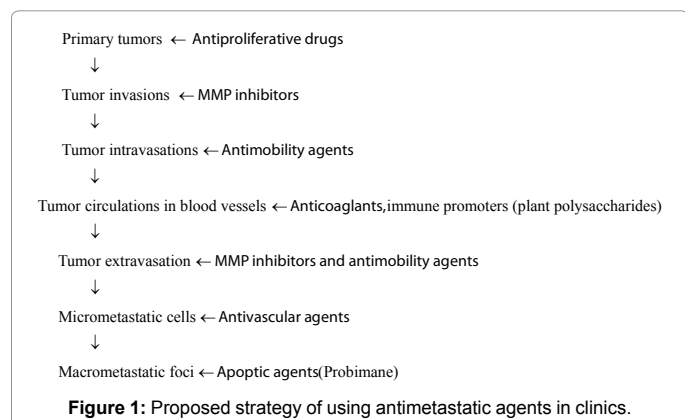 Primary tumors ← Antiproliferative drugs
↓
Tumor invasions ← MMP inhibitors
↓
Tumor intravasations ← Antimobility agents
↓
Tumor circulations in blood vessels ← Anticoaglants,immune promoters (plant polysaccharides)
↓
Tumor extravasation ← MMP inhibitors and antimobility agents
↓
Micrometastatic cells ← Antivascular agents
↓
Macrometastatic foci ← Apoptic agents(Probimane)
Figure 1: Proposed strategy of using antimetastatic agents in clinics.